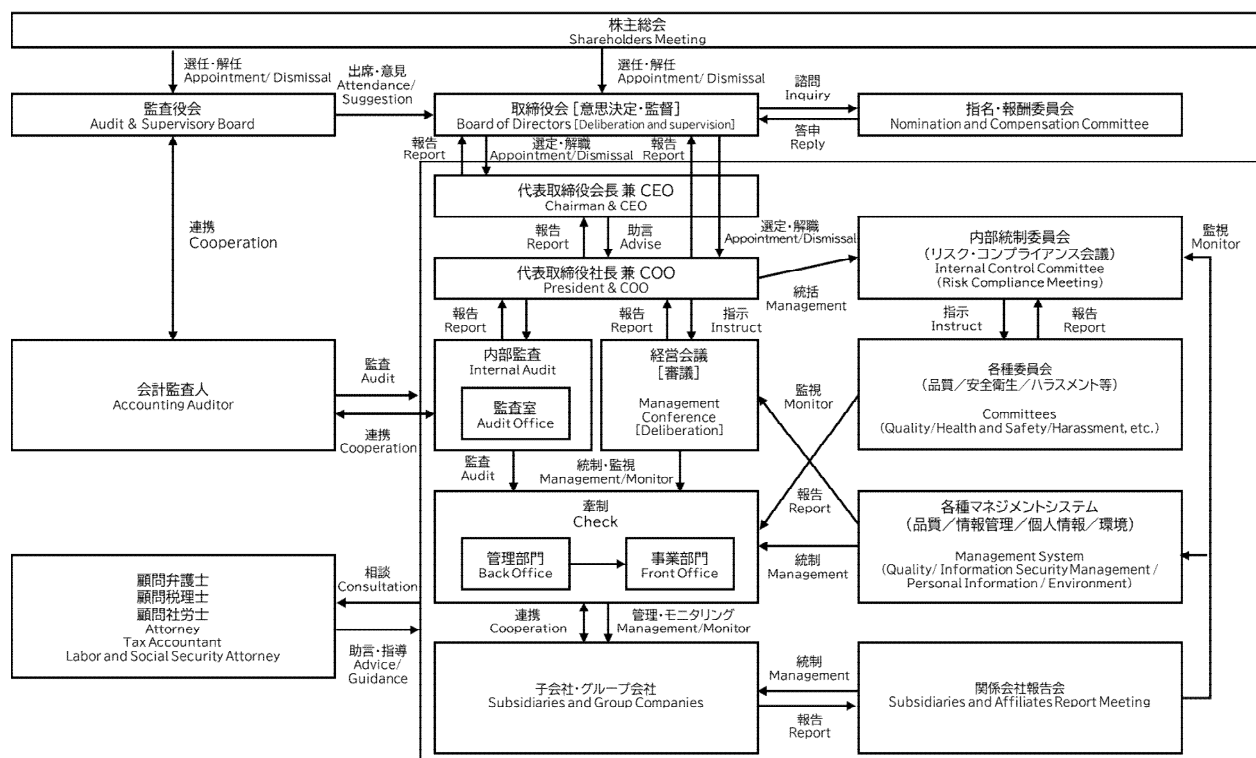 株主総会
Shareholders Meeting
選任・解任
Appointment/ Dismissal
出席・意見
Attendance/
Suggestion
選任・解任
Appointment/ Dismissal
監査役会
Audit & Supervisory Board
取締役会 [意思決定・監督]
Board of Directors [Deliberation and supervision]
諮問
Inquiry
答申
Reply
指名・報酬委員会
Nomination and Compensation Committee
報告
Report
選定・解職
Appointment/Dismissal
報告
Report
代表取締役会長 兼 CEO
Chairman & CEO
連携
Cooperation
報告
Report
助言
Advise
選定・解職
Appointment/Dismissal
内部統制委員会
(リスク・コンプライアンス会議)
Internal Control Committee
(Risk Compliance Meeting)
監視
Monitor
代表取締役社長 兼 COO
President & COO
統括
Management
報告
Report
報告
Report
指示
Instruct
指示
Instruct
報告
Report
会計監査人
Accounting Auditor
監査
Audit
連携
Cooperation
内部監査
Internal Audit
監査室
Audit Office
経営会議
[審議]
Management
Conference
[Deliberation]
監視
Monitor
各種委員会
(品質/安全衛生/ハラスメント等)
Committees
(Quality/Health and Safety/Harassment, etc.)
監査
Audit
統制・監視
Management/Monitor
報告
Report
牽制
Check
管理部門
Back Office
事業部門
Front Office
統制
Management
各種マネジメントシステム
(品質/情報管理/個人情報/環境)
Management System
(Quality/ Information Security Management /
Personal Information / Environment)
顧問弁護士
顧問税理士
顧問社労士
Attorney
Tax Accountant
Labor and Social Security Attorney
相談
Consultation
助言・指導
Advice/
Guidance
連携
Cooperation
管理・モニタリング
Management/Monitor
子会社・グループ会社
Subsidiaries and Group Companies
統制
Management
報告
Report
関係会社報告会
Subsidiaries and Affiliates Report Meeting